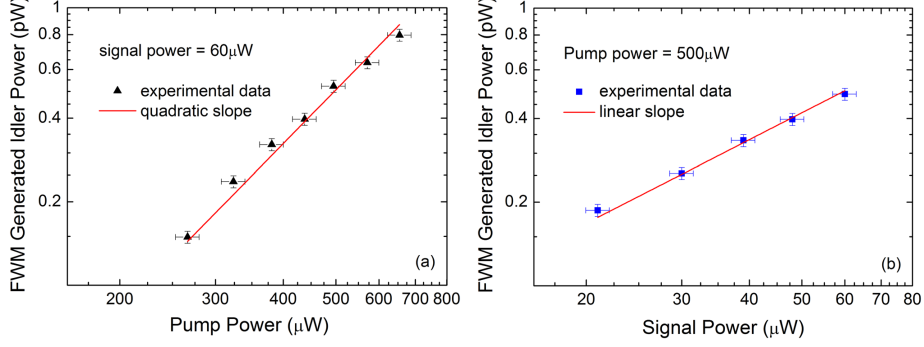 FWM Generated Idler Power (pW)
1
0.8
0.6
0.4
0.2
signal power = 60μW
experimental data
quadratic slope
(a)
200 300 400 500 600 700 800
Pump Power (μW)
FWM Generated Idler Power (pW)
1
0.8
0.6
0.4
0.2
Pump power = 500μW
experimental data
linear slope
(b)
20 30 40 50 60 70 80
Signal Power (μW)